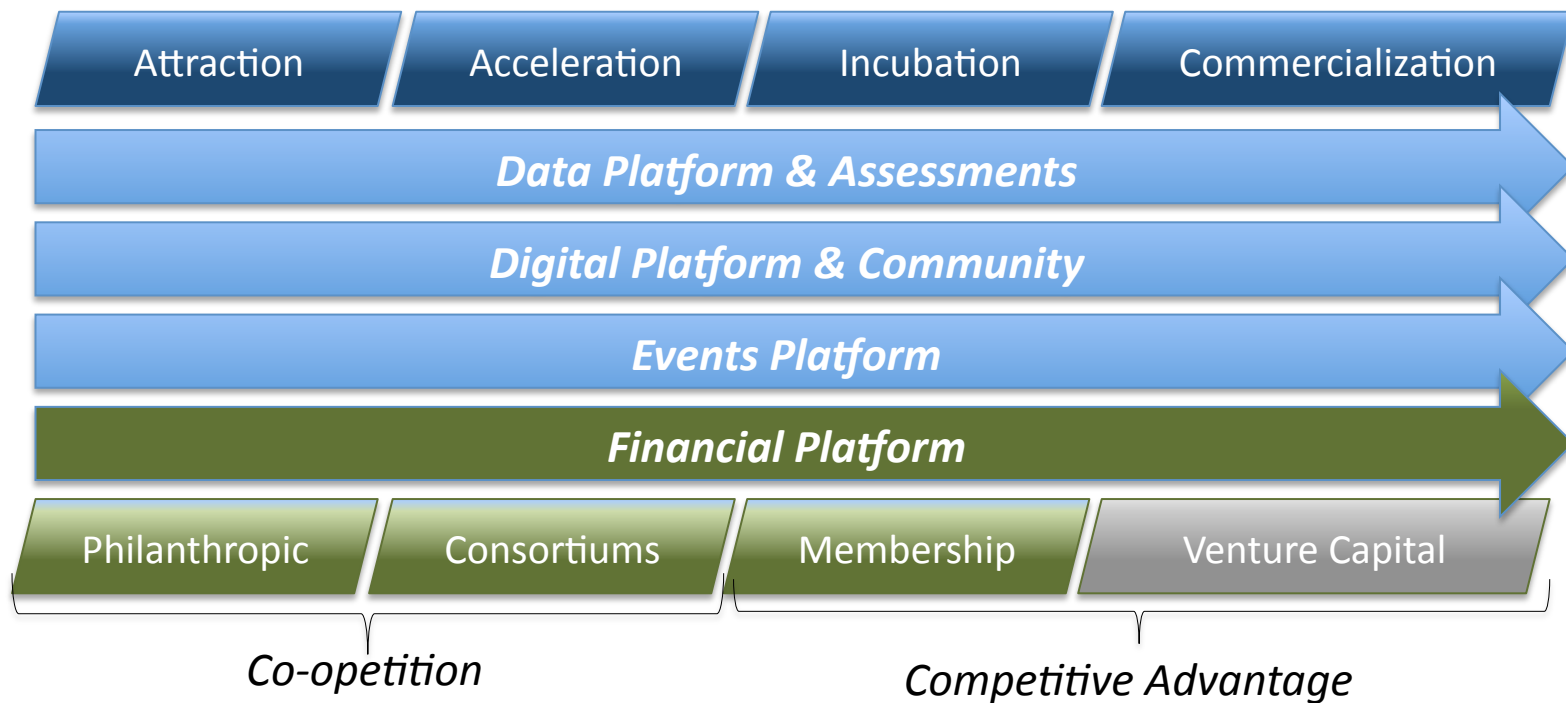 Attraction
Acceleration
Incubation
Commercialization
Data Platform & Assessments
Digital Platform & Community
Events Platform
Financial Platform
Philanthropic
Consortiums
Membership
Venture Capital
Co-opetition
Competitive Advantage